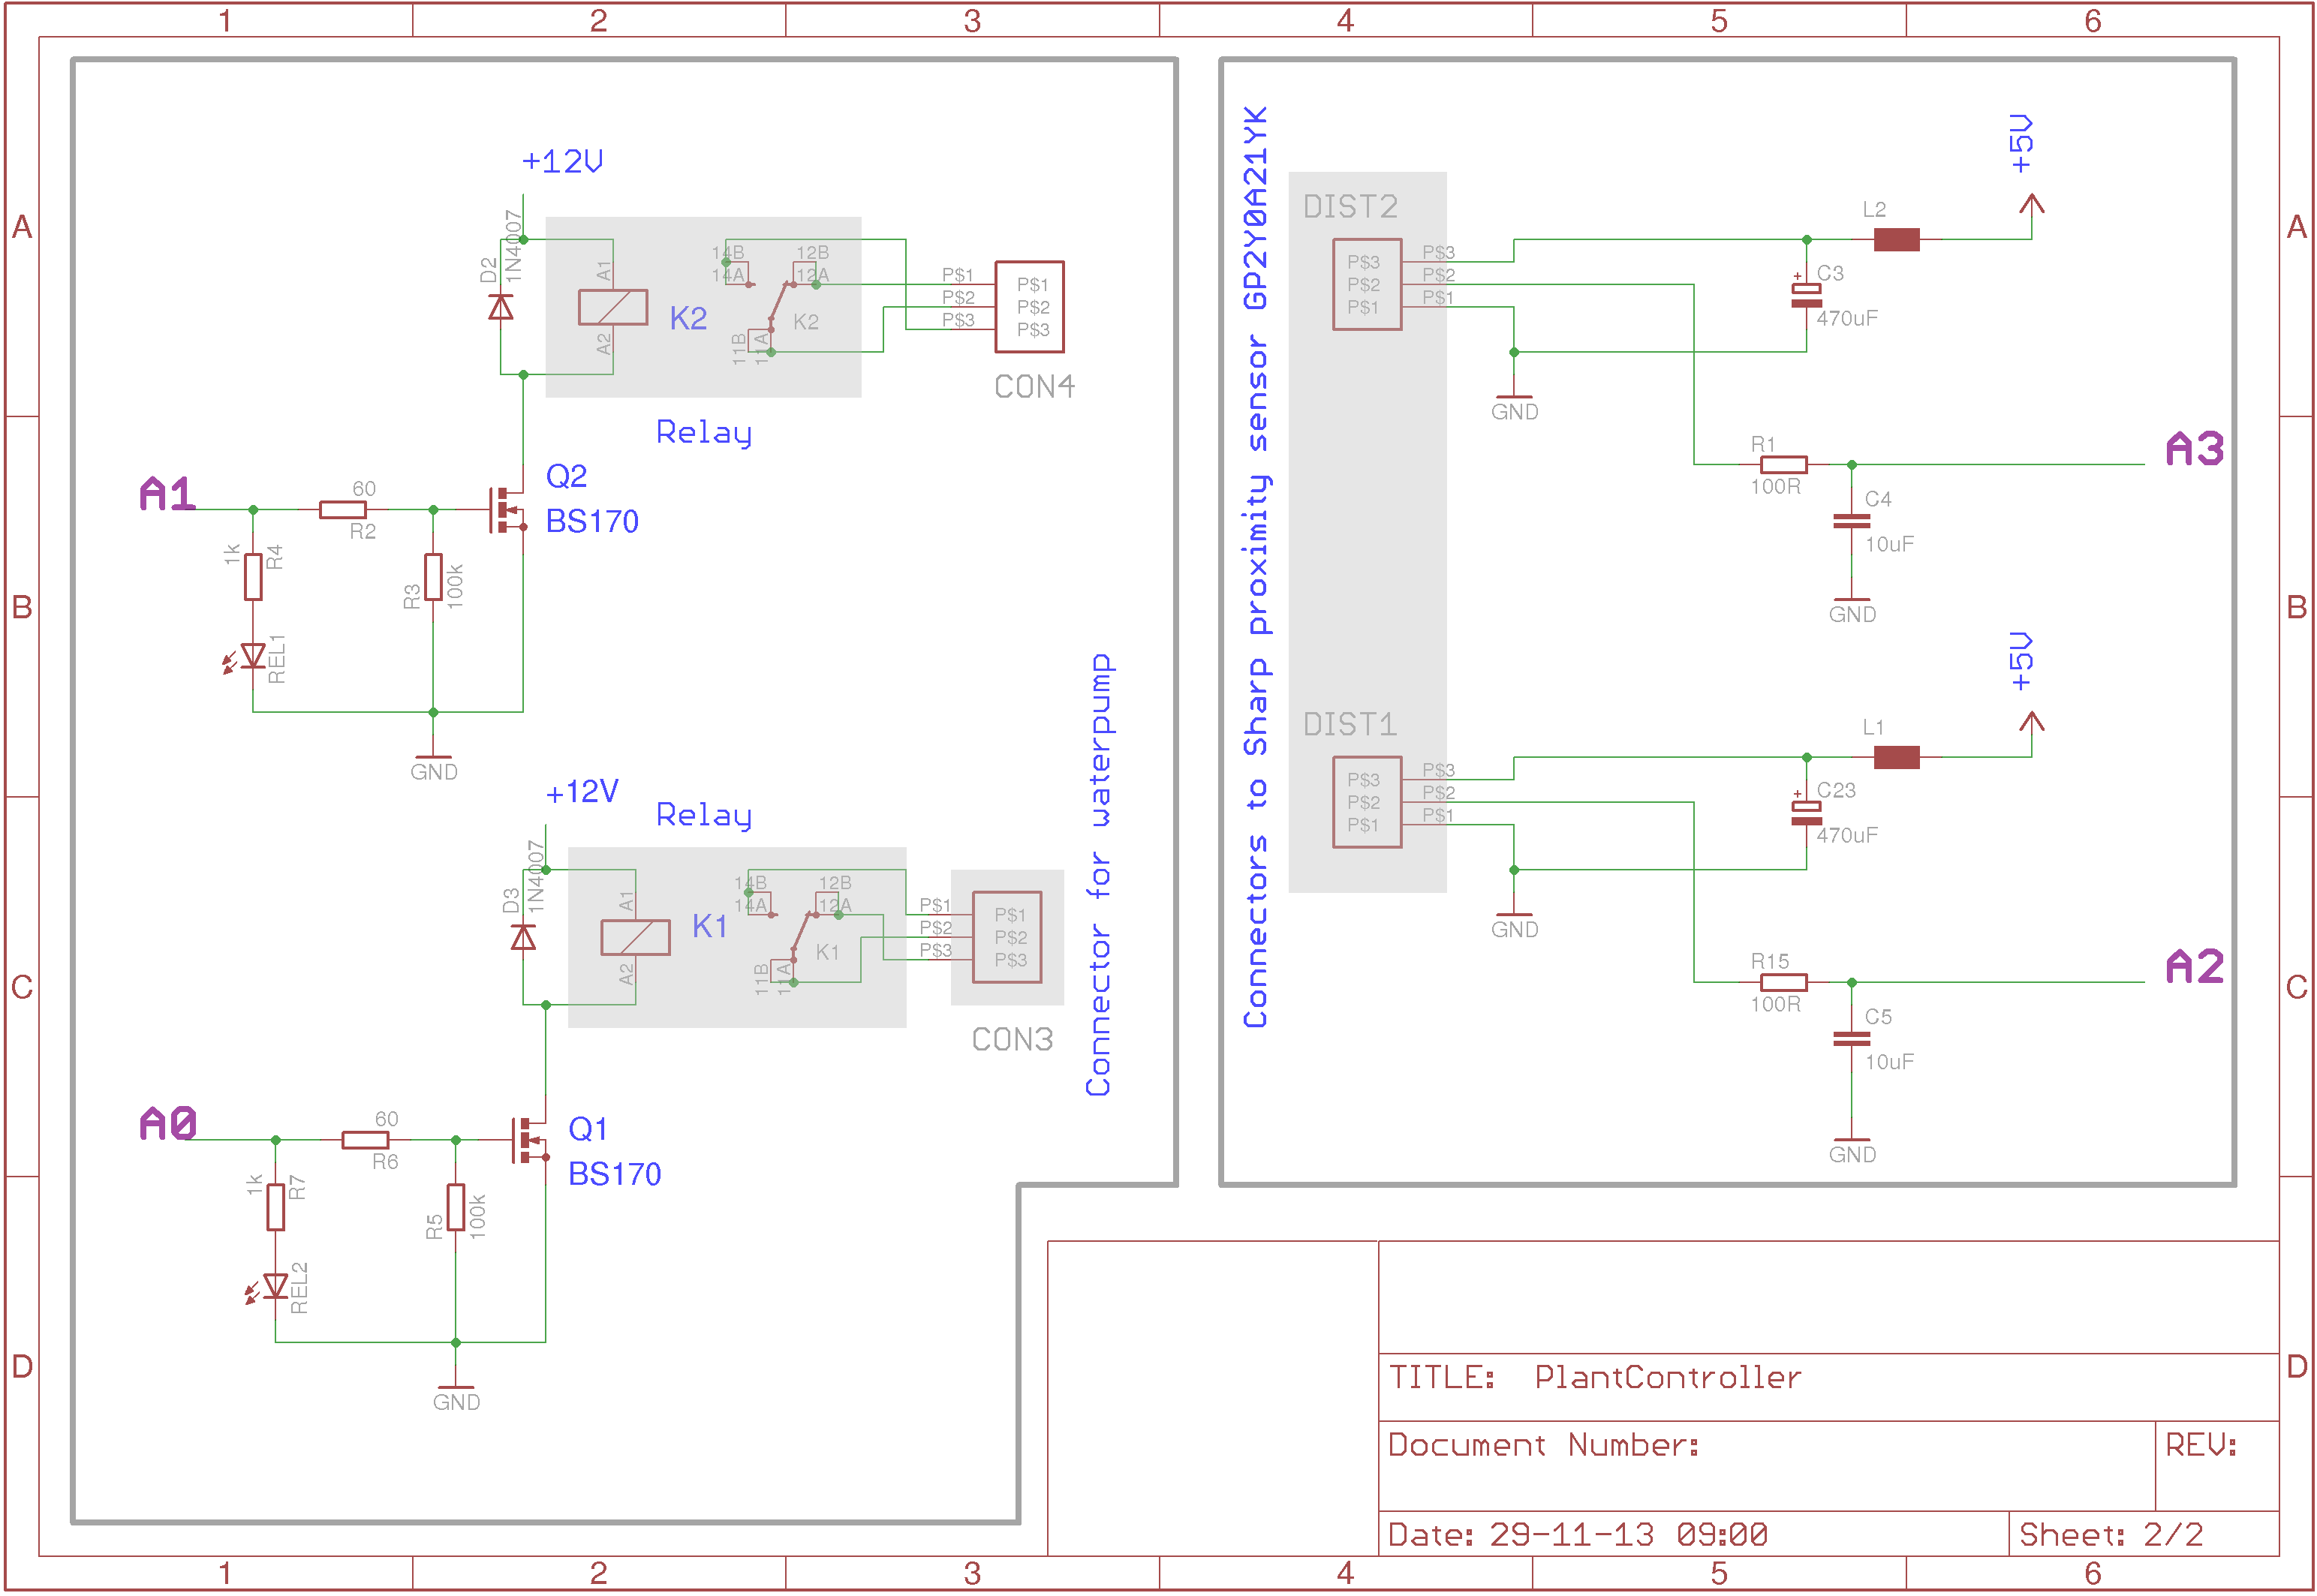 1 2 3 4 5 6
A
B
C
D
+12V
D2
1N4007
A1
A2
K2
14B
14A
12B
12A
11B
11A
K2
P$1
P$2
P$3
P$1
P$2
P$3
CON4
Relay
A1
60
R2
Q2
BS170
1k
R4
R3
100k
REL1
GND
+12V
Relay
D3
1N4007
A1
A2
K1
14B
14A
12B
12A
11B
11A
K1
P$1
P$2
P$3
P$1
P$2
P$3
CON3
Connector for waterpump
A0
60
R6
Q1
BS170
1k
R7
R5
100k
REL2
GND
Connectors to Sharp proximity sensor GP2Y0A21YK
DIST2
P$3
P$2
P$1
P$3
P$2
P$1
GND
L2
+5V
C3
+
470uF
R1
100R
A3
C4
10uF
GND
DIST1
P$3
P$2
P$1
P$3
P$2
P$1
GND
L1
+5V
C23
+
470uF
R15
100R
A2
C5
10uF
GND
A
B
C
D
TITLE: PlantController
Document Number:
REV:
Date: 29-11-13 09:00
Sheet: 2/2
1 2 3 4 5 6